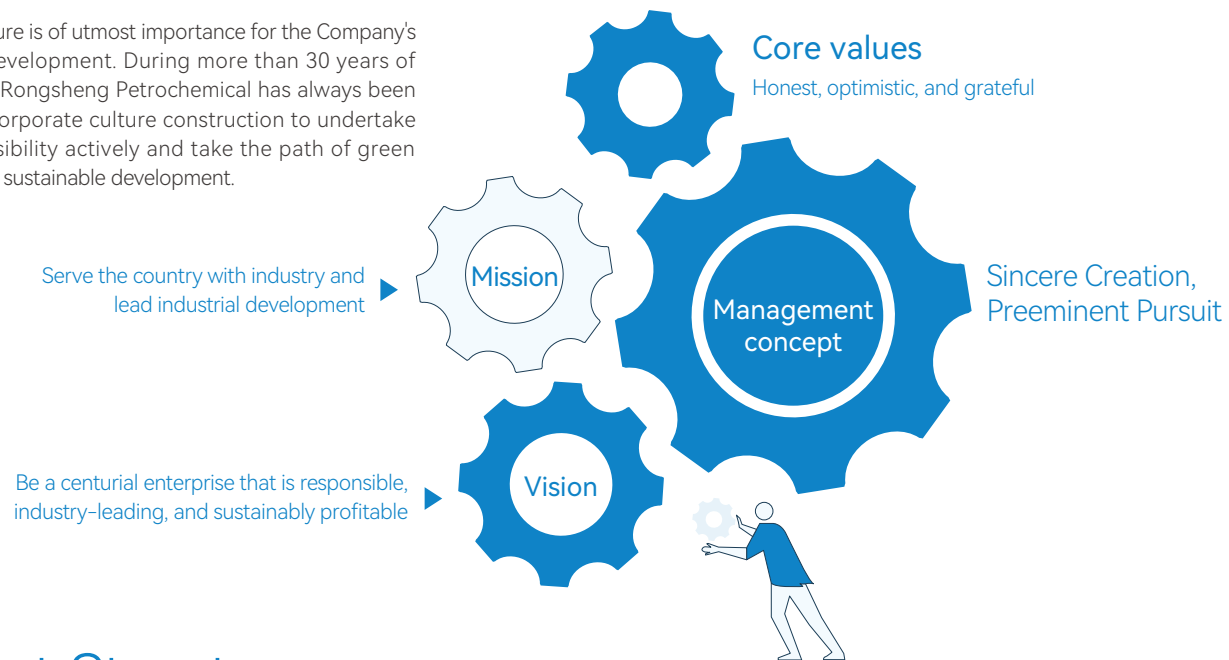 is of utmost importance for the Company's
evelopment. During more than 30 years of
Rongsheng Petrochemical has always been
orporate culture construction to undertake
sibility actively and take the path of green
sustainable development.
Core values
Honest, optimistic, and grateful
Mission
Serve the country with industry and
lead industrial development
Management
concept
Sincere Creation,
Preeminent Pursuit
Vision
Be a centurial enterprise that is responsible,
industry-leading, and sustainably profitable